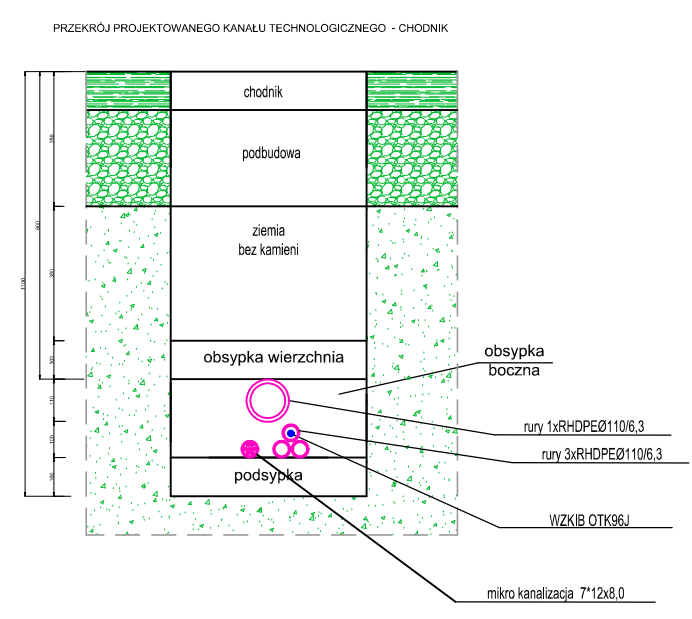 PRZEKRÓJ PROJEKTOWANEGO KANAŁU TECHNOLOGICZNEGO - CHODNIK
chodnik
podbudowa
ziemia
bez kamieni
obsypka wierzchnia
obsypka
boczna
rury 1xRHDPEØ110/6,3
rury 3xRHDPEØ110/6,3
podsypka
WZKIB OTK96J
mikro kanalizacja 7*12x8,0
1100